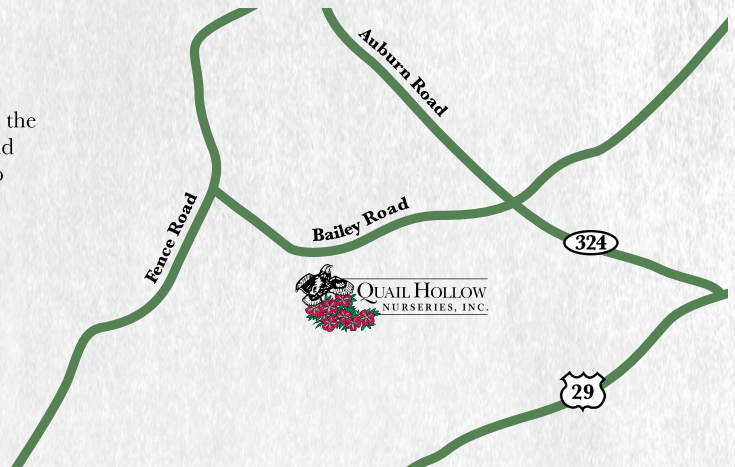 Auburn Road
the
Fence Road
Bailey Road
324
QUAIL HOLLOW
NURSERIES, INC.
29